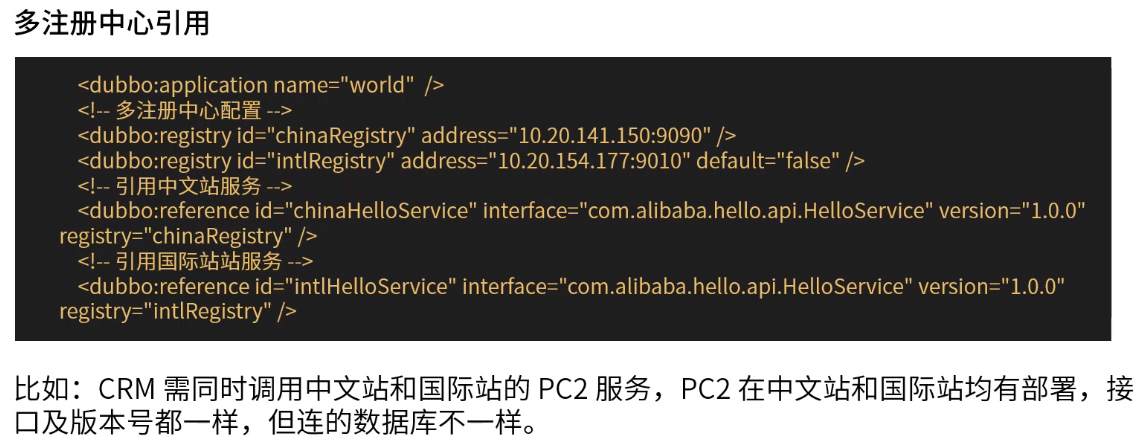 多注册中心引用
<dubbo:application name="world"  />
<!-- 多注册中心配置 -->
<dubbo:registry id="chinaRegistry" address="10.20.141.150:9090" />
<dubbo:registry id="intlRegistry" address="10.20.154.177:9010" default="false" />
<!-- 引用中文站服务 -->
<dubbo:reference id="chinaHelloService" interface="com.alibaba.hello.api.HelloService" version="1.0.0"
registry="chinaRegistry" />
<!-- 引用国际站站服务 -->
<dubbo:reference id="intlHelloService" interface="com.alibaba.hello.api.HelloService" version="1.0.0"
registry="intlRegistry" />
比如：CRM 需同时调用中文站和国际站的 PC2 服务，PC2 在中文站和国际站均有部署，接
口及版本号都一样，但连的数据库不一样。